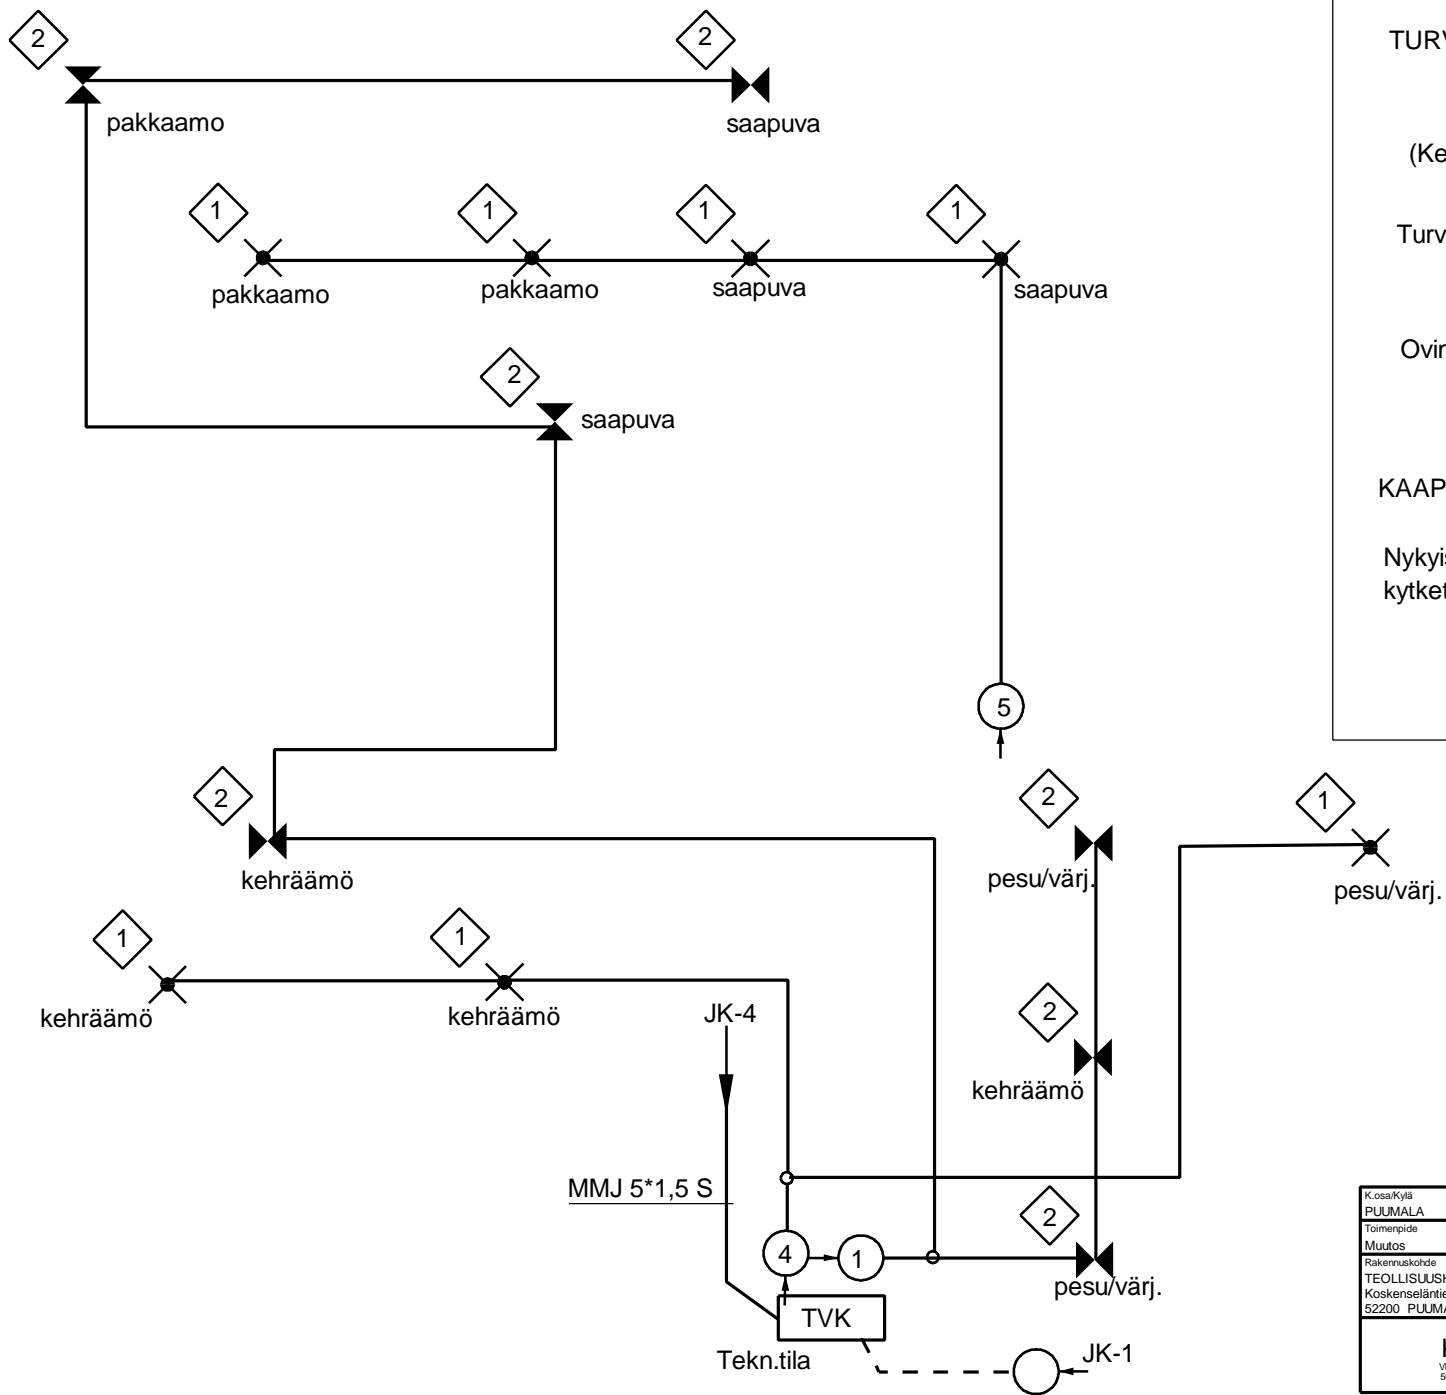 2
2
TURV
pakkaamo
saapuva
(Ke
1
1
1
1
Turv
pakkaamo
pakkaamo
saapuva
saapuva
Ovin
2
saapuva
KAAP
Nykyis
kytket
5
2
2
1
kehräämö
pesu/värj.
pesu/värj.
1
1
kehräämö
kehräämö
JK-4
2
kehräämö
MMJ 5*1,5 S
2
K.osa/Kylä
PUUMALA
Toimenpide
Muutos
4
1
Rakennuskohde
TEOLLISUUSH
Koskenseläntie
52200 PUUMA
pesu/värj.
TVK
Tekn.tila
JK-1